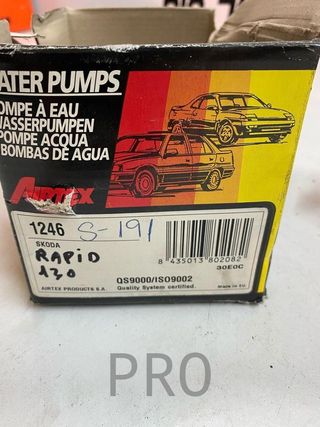 ATER PUMPS
OMPE À EAU
WASSERPUMPEN
POMPE ACQUA
BOMBAS DE AGUA
AIRTEX
1246 S-191
SKODA
RAPID
130
8 435013 802082
30E0C
QS9000/ISO9002
Quality System certified.
AIRTEX PRODUCTS S.A.
Made in EU
PRO